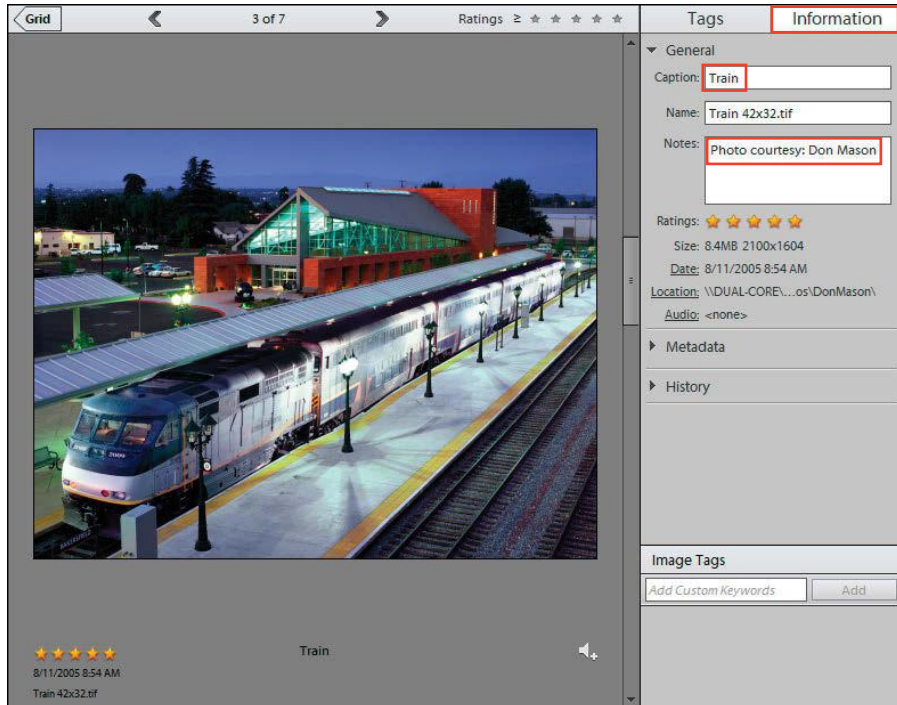 Grid
3 of 7
Ratings ≥
Tags
Information
General
Caption: Train
Name: Train 42x32.tif
Notes: Photo courtesy: Don Mason
Ratings:
Size: 8.4MB 2100x1604
Date: 8/11/2005 8:54 AM
Location: \\DUAL-CORE\...os\DonMason\
Audio: <none>
Metadata
History
Image Tags
Add Custom Keywords
Add
BAKERSFIELD
Train
8/11/2005 8:54 AM
Train 42x32.tif